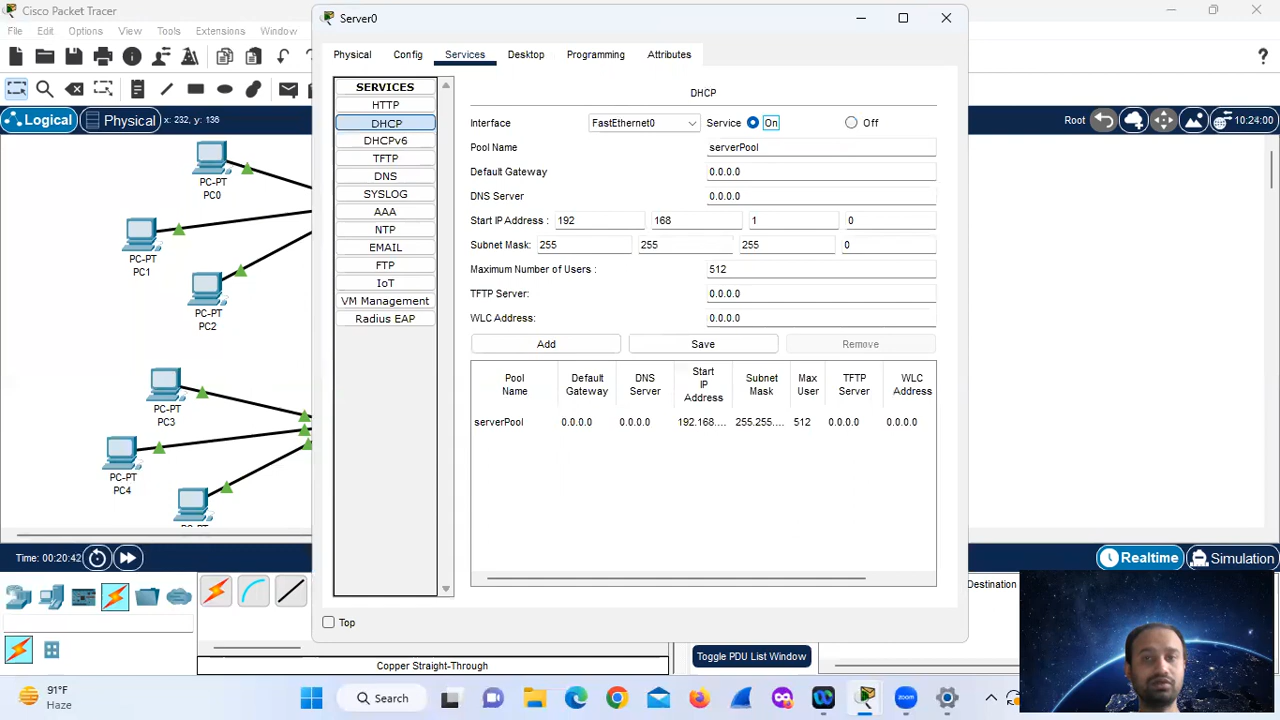 Cisco Packet Tracer
File Edit Options View Tools Extensions Window
Logical Physical x: 232, y: 136
Root 10:24:00
PC-PT
PC0
PC-PT
PC1
PC-PT
PC2
PC-PT
PC3
PC-PT
PC4
Server0
Physical Config Services Desktop Programming Attributes
SERVICES
HTTP
DHCP
DHCPv6
TFTP
DNS
SYSLOG
AAA
NTP
EMAIL
FTP
IoT
VM Management
Radius EAP
DHCP
Interface FastEthernet0 Service On Off
Pool Name serverPool
Default Gateway 0.0.0.0
DNS Server 0.0.0.0
Start IP Address : 192 168 1 0
Subnet Mask: 255 255 255 0
Maximum Number of Users : 512
TFTP Server: 0.0.0.0
WLC Address: 0.0.0.0
Add Save Remove
Pool Name Default Gateway DNS Server Start IP Address Subnet Mask Max User TFTP Server WLC Address
serverPool 0.0.0.0 0.0.0.0 192.168.... 255.255.... 512 0.0.0.0 0.0.0.0
Top
Time: 00:20:42
Realtime Simulation
Destination
Copper Straight-Through
Toggle PDU List Window
91°F
Haze
Search
zoom